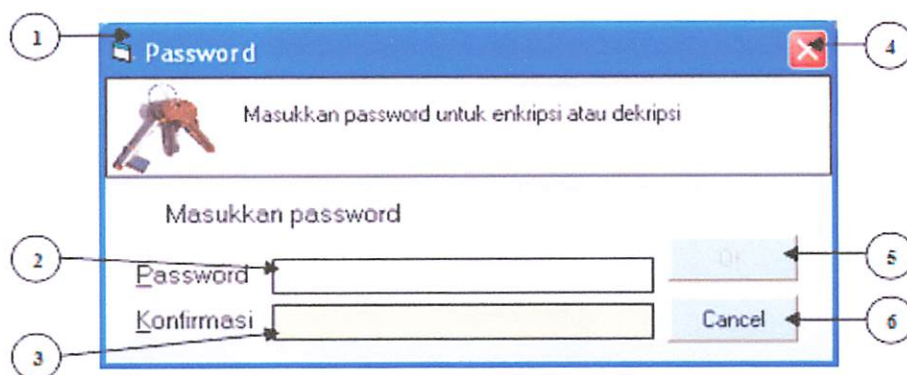 1
4
Password
Masukkan password untuk enkripsi atau dekripsi
Masukkan password
2
Password
5
Konfirmasi
Cancel
6
3